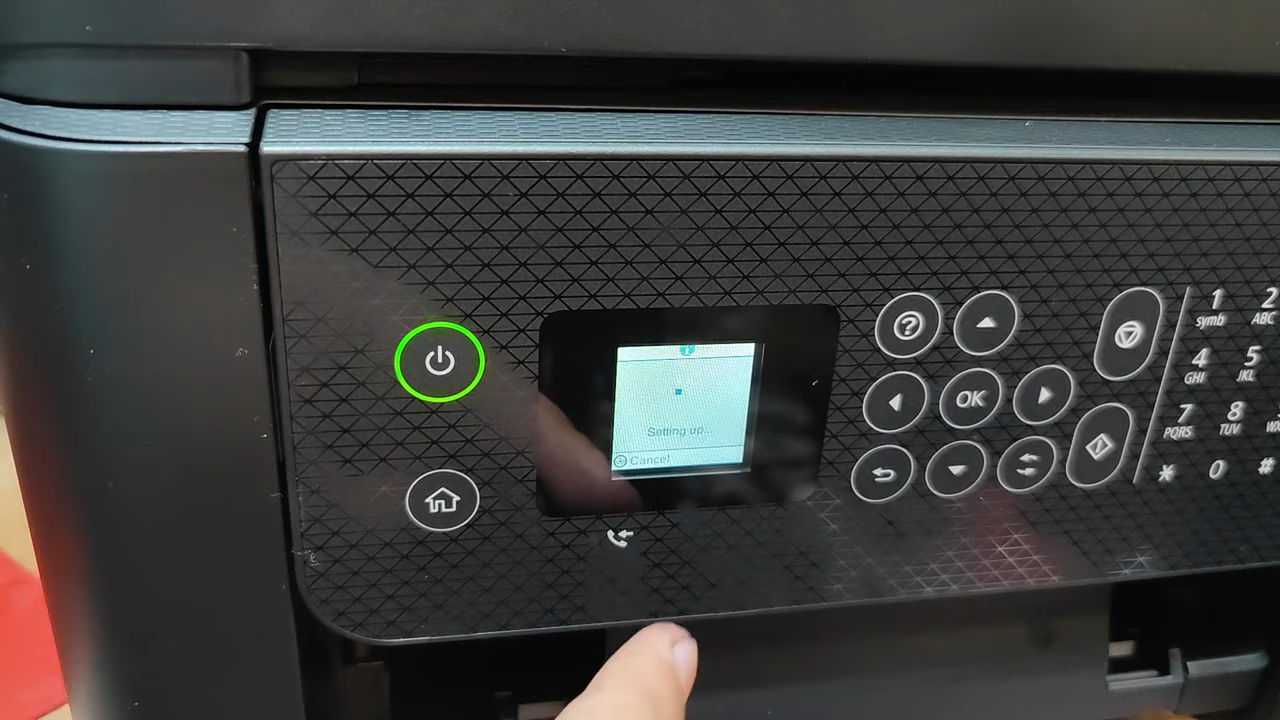 Setting up...
Cancel
OK
1
symb
2
ABC
4
GHI
5
JKL
7
PQRS
8
TUV
*
0
#